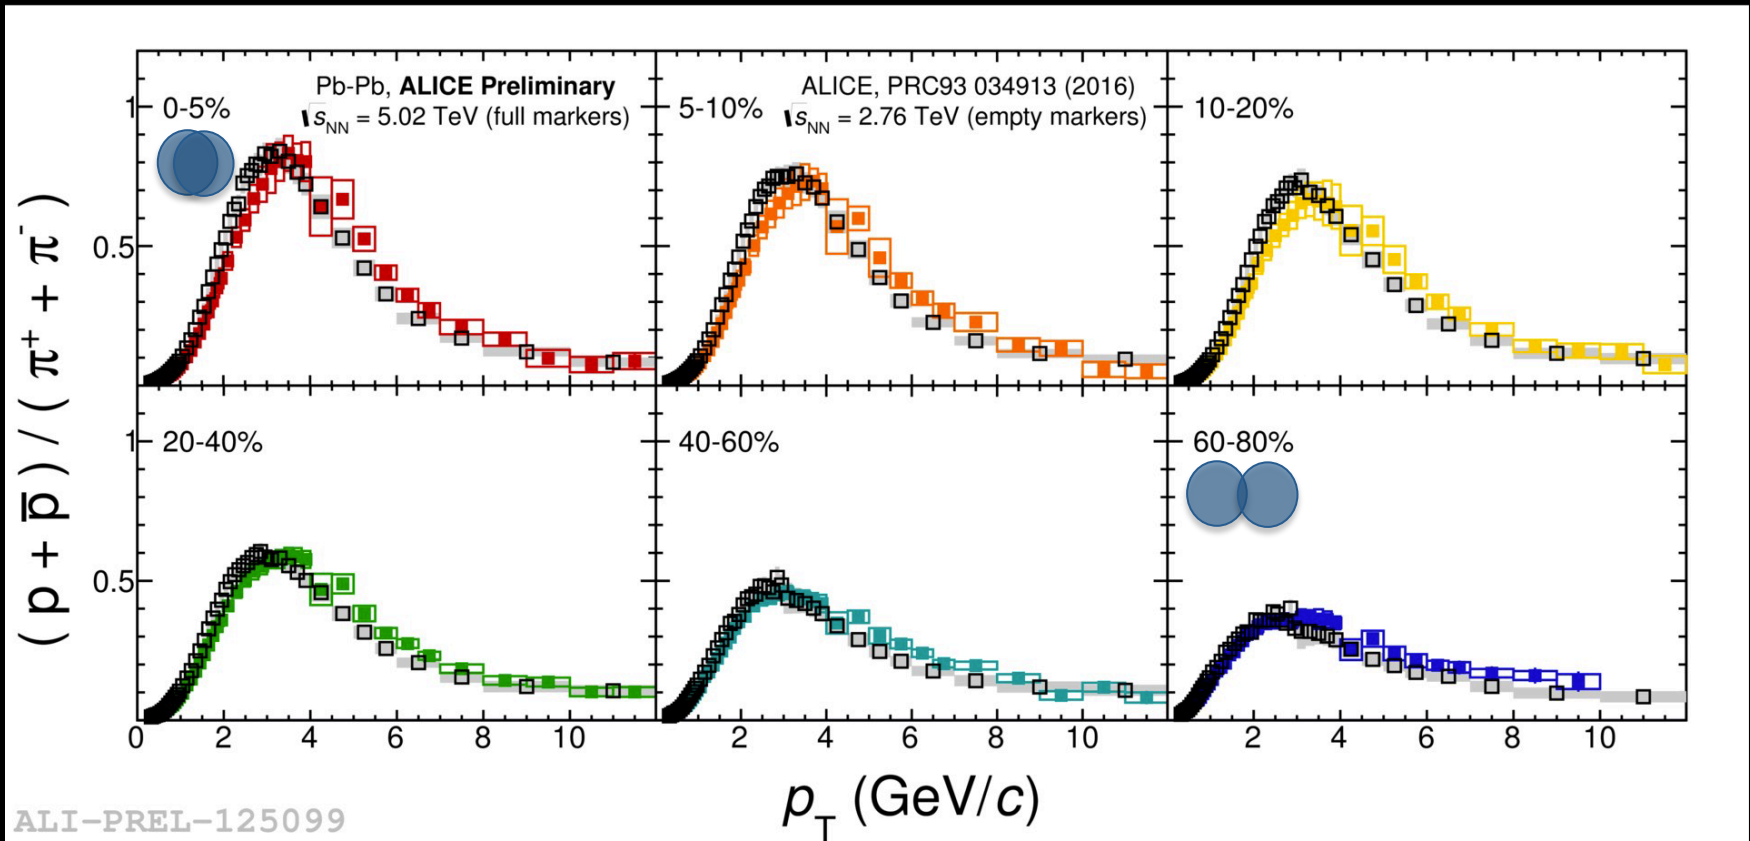 Pb-Pb, ALICE Preliminary
√sNN = 5.02 TeV (full markers)
ALICE, PRC93 034913 (2016)
√sNN = 2.76 TeV (empty markers)
0-5%
5-10%
10-20%
1
0.5
20-40%
40-60%
60-80%
1
0.5
0 2 4 6 8 10
2 4 6 8 10
2 4 6 8 10
(p + p̅) / (π⁺ + π⁻)
pT (GeV/c)
ALI-PREL-125099